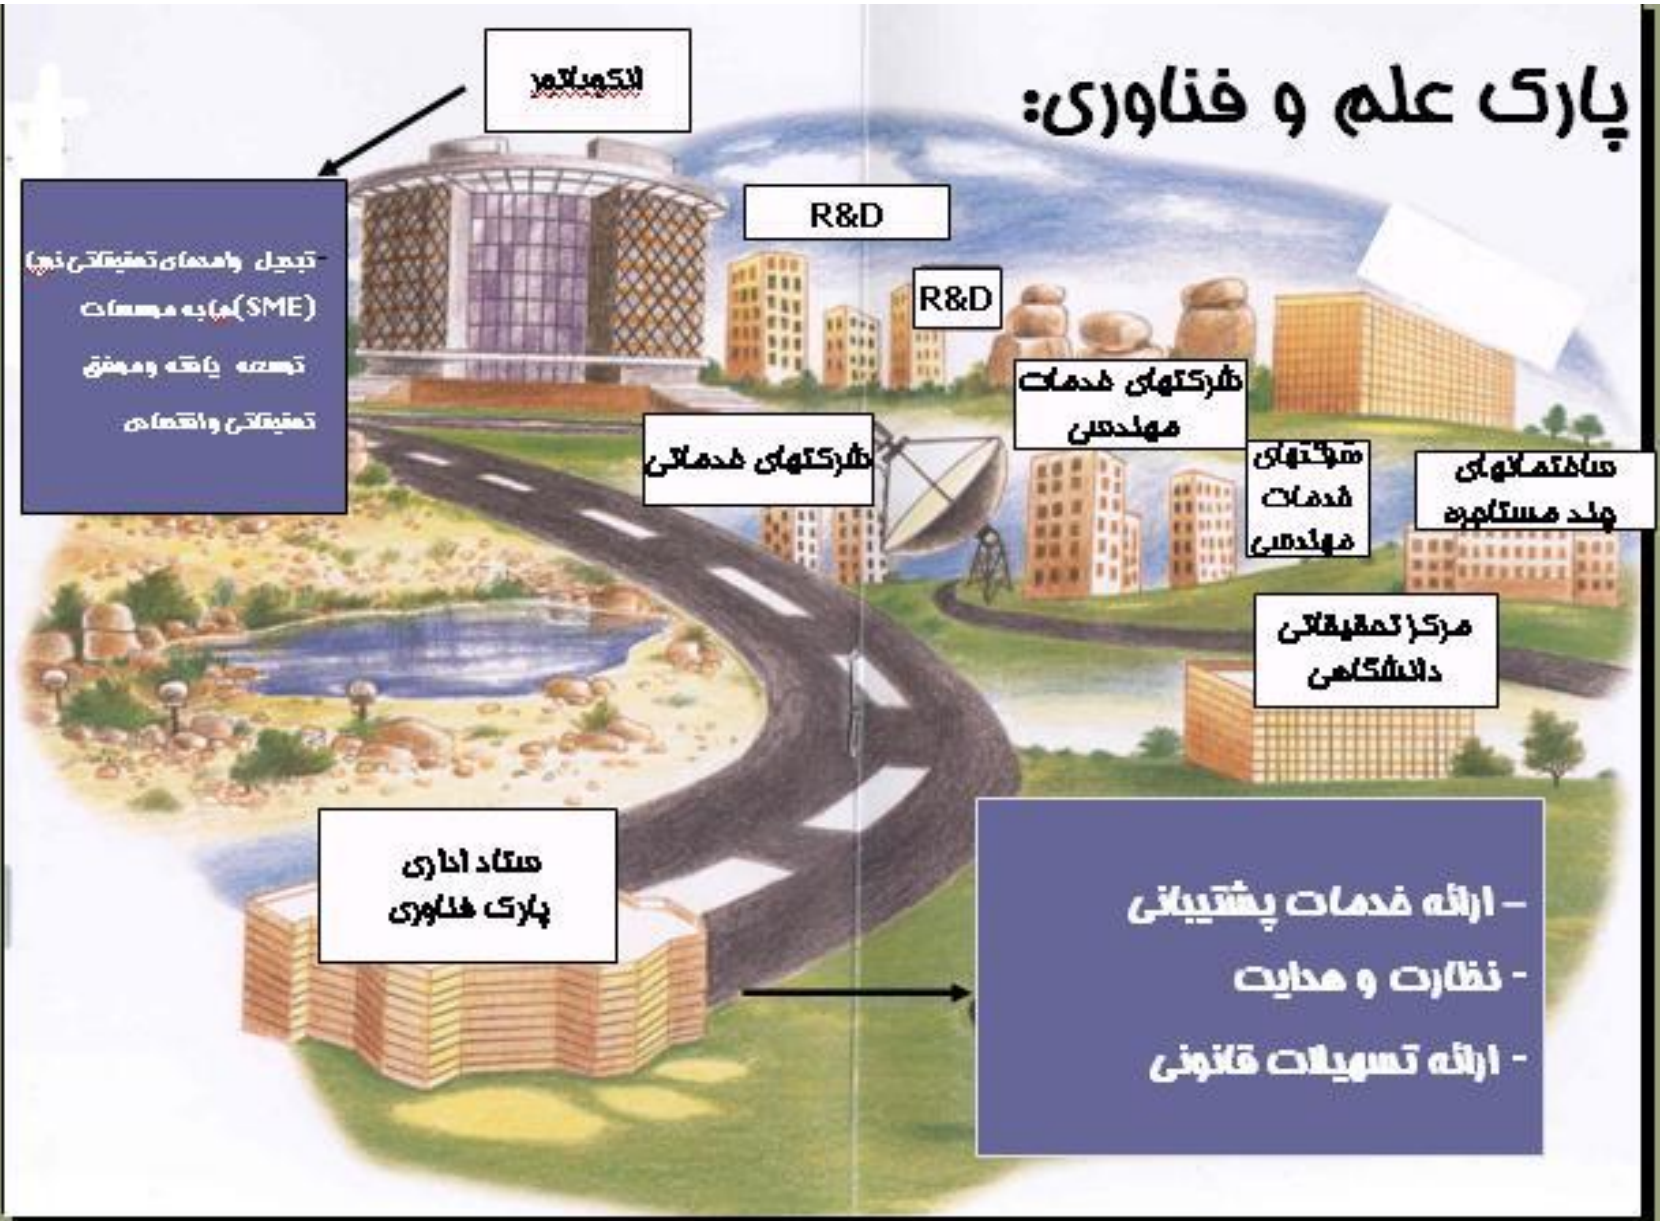 پارک علم و فناوری:
انکوباتور
- تبدیل واحدهای تحقیقاتی نوپا
(SME)ها به موسسات
توسعه یافته و موفق
تحقیقاتی و اقتصادی
R&D
R&D
شرکتهای خدمات
مهندسی
شرکتهای خدماتی
شرکتهای
خدمات
مهندسی
ساختمانهای
چند مستاجره
مرکز تحقیقاتی
دانشگاهی
ستاد اداری
پارک فناوری
– ارائه خدمات پشتیبانی
- نظارت و هدایت
- ارائه تسهیلات قانونی